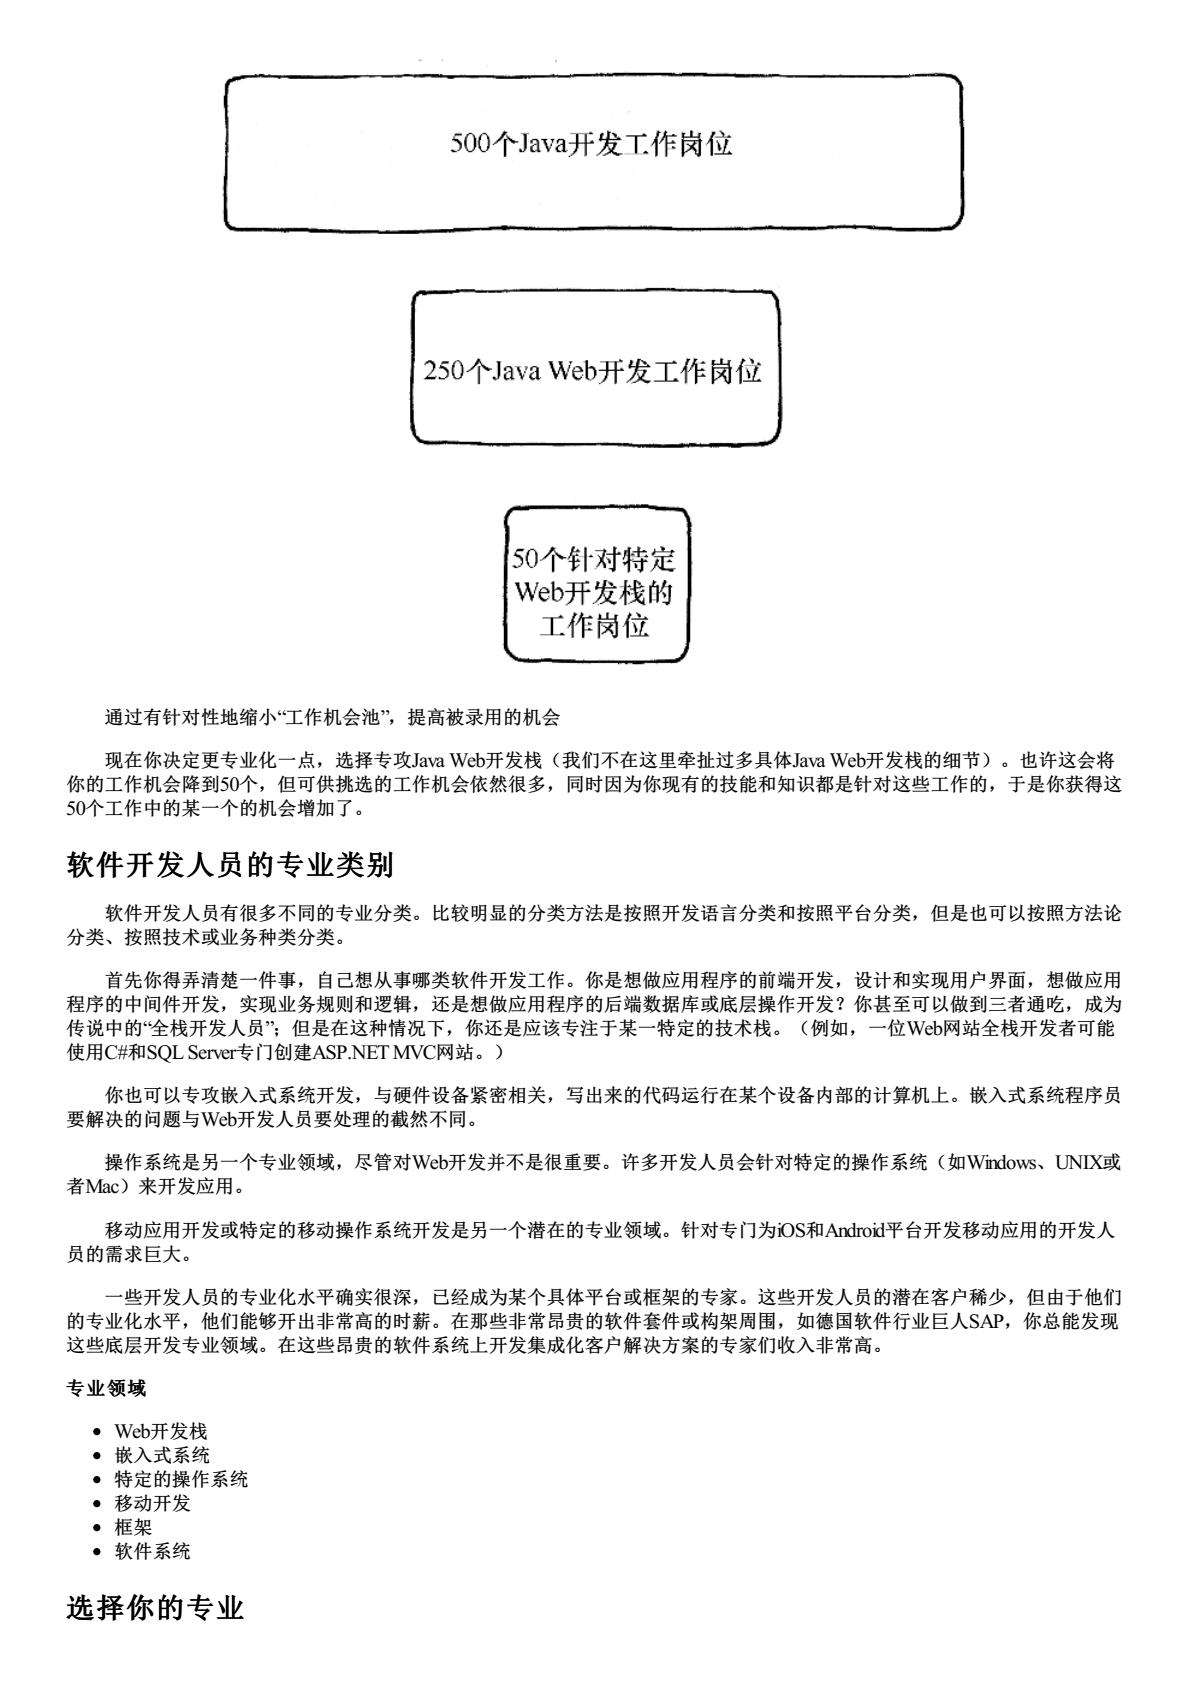 500个Java开发工作岗位
250个Java Web开发工作岗位
50个针对特定
Web开发栈的
工作岗位
通过有针对性地缩小“工作机会池”，提高被录用的机会
现在你决定更专业化一点，选择专攻Java Web开发栈（我们不在这里牵扯过多具体Java Web开发栈的细节）。也许这会将
你的工作机会降到50个，但可供挑选的工作机会依然很多，同时因为你现有的技能和知识都是针对这些工作的，于是你获得这
50个工作中的某一个的机会增加了。
软件开发人员的专业类别
软件开发人员有很多不同的专业分类。比较明显的分类方法是按照开发语言分类和按照平台分类，但是也可以按照方法论
分类、按照技术或业务种类分类。
首先你得弄清楚一件事，自己想从事哪类软件开发工作。你是想做应用程序的前端开发，设计和实现用户界面，想做应用
程序的中间件开发，实现业务规则和逻辑，还是想做应用程序的后端数据库或底层操作开发？你甚至可以做到三者通吃，成为
传说中的“全栈开发人员”；但是在这种情况下，你还是应该专注于某一特定的技术栈。（例如，一位Web网站全栈开发者可能
使用C#和SQL Server专门创建ASP.NET MVC网站。）
你也可以专攻嵌入式系统开发，与硬件设备紧密相关，写出来的代码运行在某个设备内部的计算机上。嵌入式系统程序员
要解决的问题与Web开发人员要处理的截然不同。
操作系统是另一个专业领域，尽管对Web开发并不是很重要。许多开发人员会针对特定的操作系统（如Windows、UNIX或
者Mac）来开发应用。
移动应用开发或特定的移动操作系统开发是另一个潜在的专业领域。针对专门为iOS和Android平台开发移动应用的开发人
员的需求巨大。
一些开发人员的专业化水平确实很深，已经成为某个具体平台或框架的专家。这些开发人员的潜在客户稀少，但由于他们
的专业化水平，他们能够开出非常高的时薪。在那些非常昂贵的软件套件或构架周围，如德国软件行业巨人SAP，你总能发现
这些底层开发专业领域。在这些昂贵的软件系统上开发集成化客户解决方案的专家们收入非常高。
专业领域
● Web开发栈
● 嵌入式系统
● 特定的操作系统
● 移动开发
● 框架
● 软件系统
选择你的专业